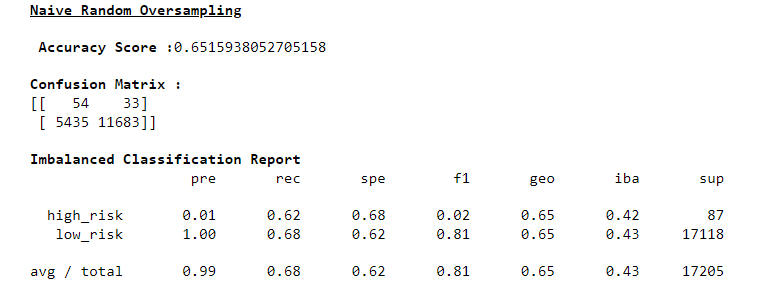 Naive Random Oversampling
Accuracy Score :0.6515938052705158
Confusion Matrix :
[[   54    33]
 [ 5435 11683]]
Imbalanced Classification Report
pre rec spe f1 geo iba sup
high_risk 0.01 0.62 0.68 0.02 0.65 0.42 87
low_risk 1.00 0.68 0.62 0.81 0.65 0.43 17118
avg / total 0.99 0.68 0.62 0.81 0.65 0.43 17205